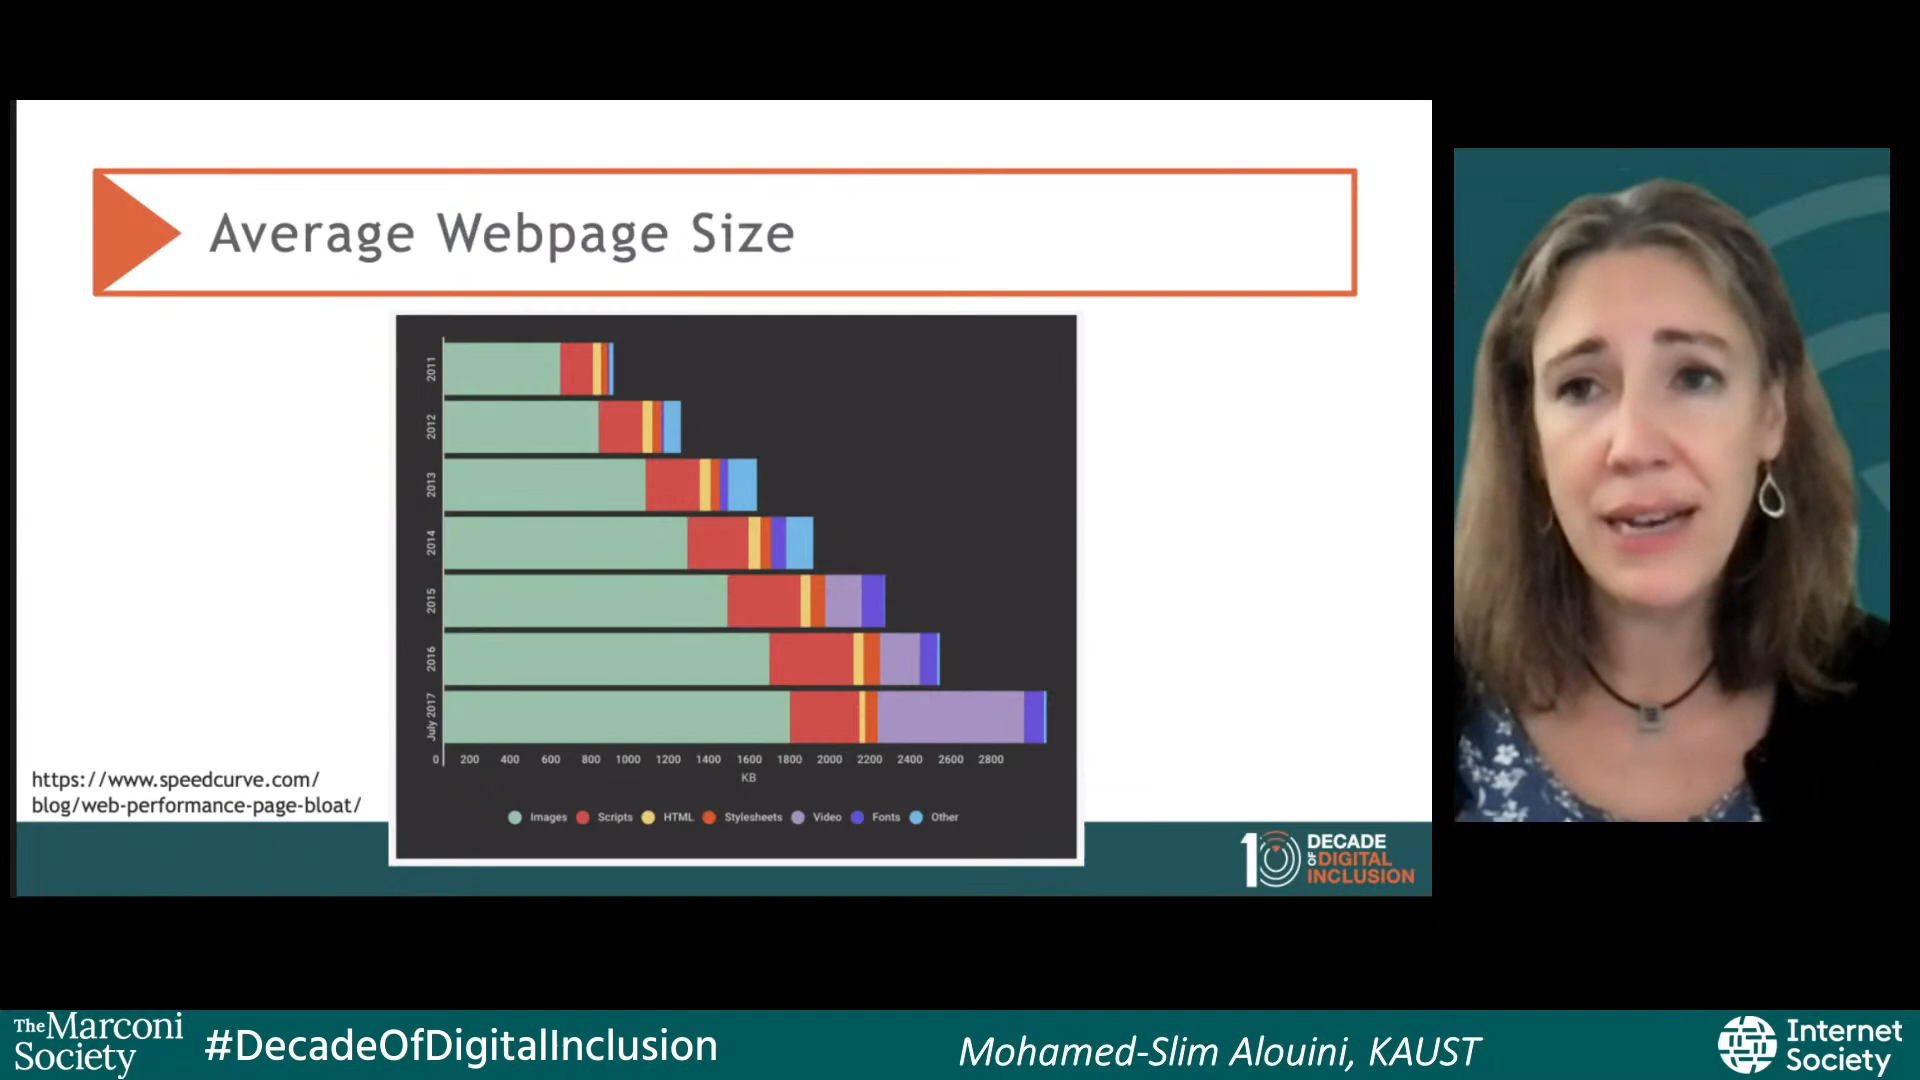 Average Webpage Size
2011
2012
2013
2014
2015
2016
July 2017
0 200 400 600 800 1000 1200 1400 1600 1800 2000 2200 2400 2600 2800
KB
Images Scripts HTML Stylesheets Video Fonts Other
https://www.speedcurve.com/
blog/web-performance-page-bloat/
10 DECADE
OF DIGITAL
INCLUSION
The Marconi
Society
#DecadeOfDigitalInclusion
Mohamed-Slim Alouini, KAUST
Internet
Society